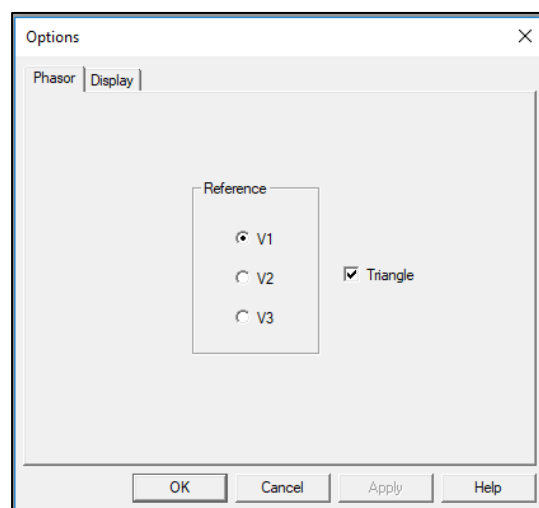 Options
Phasor Display
Reference
V1
V2
Triangle
V3
OK Cancel Apply Help